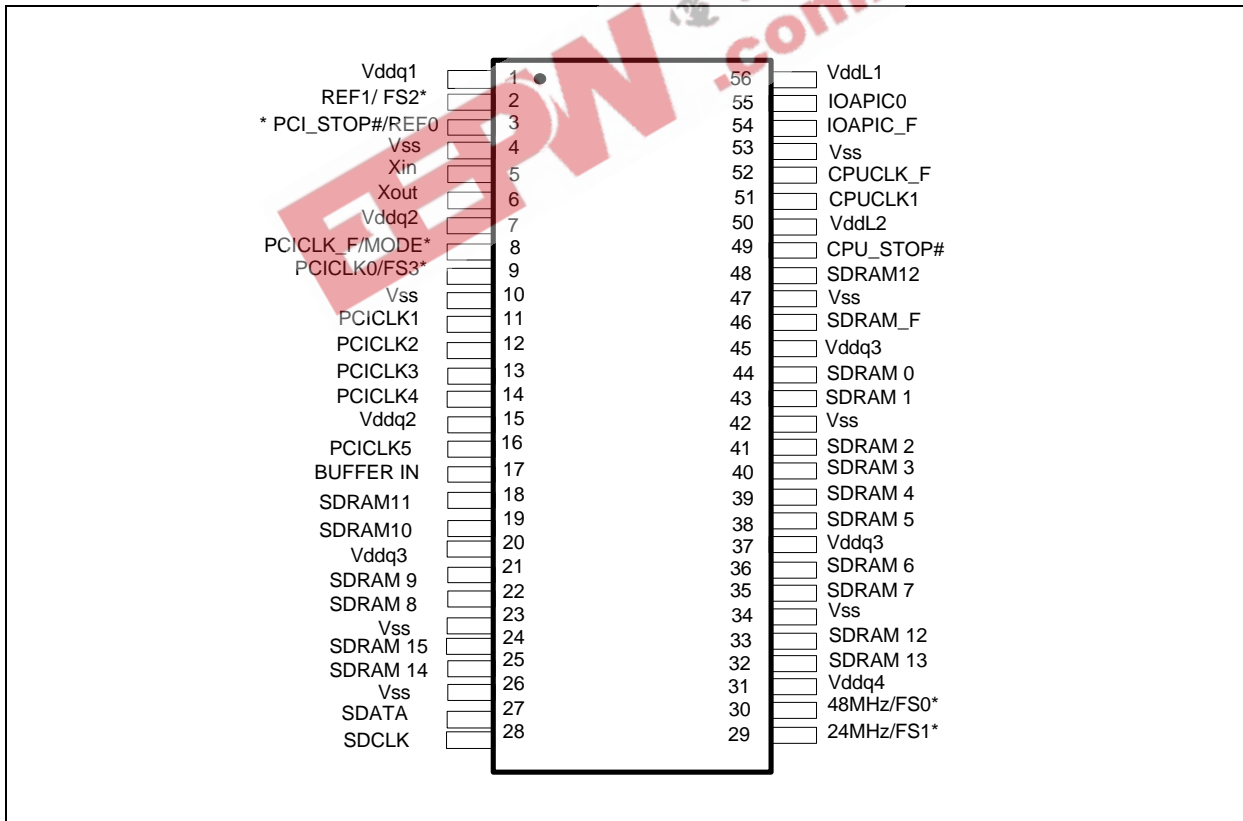 Vddq1 1
REF1/ FS2* 2
* PCI_STOP#/REF0 3
Vss 4
Xin 5
Xout 6
Vddq2 7
PCICLK_F/MODE* 8
PCICLK0/FS3* 9
Vss 10
PCICLK1 11
PCICLK2 12
PCICLK3 13
PCICLK4 14
Vddq2 15
PCICLK5 16
BUFFER IN 17
SDRAM11 18
SDRAM10 19
Vddq3 20
SDRAM 9 21
SDRAM 8 22
Vss 23
SDRAM 15 24
SDRAM 14 25
Vss 26
SDATA 27
SDCLK 28
56 VddL1
55 IOAPIC0
54 IOAPIC_F
53 Vss
52 CPUCLK_F
51 CPUCLK1
50 VddL2
49 CPU_STOP#
48 SDRAM12
47 Vss
46 SDRAM_F
45 Vddq3
44 SDRAM 0
43 SDRAM 1
42 Vss
41 SDRAM 2
40 SDRAM 3
39 SDRAM 4
38 SDRAM 5
37 Vddq3
36 SDRAM 6
35 SDRAM 7
34 Vss
33 SDRAM 12
32 SDRAM 13
31 Vddq4
30 48MHz/FS0*
29 24MHz/FS1*
EEPW .com